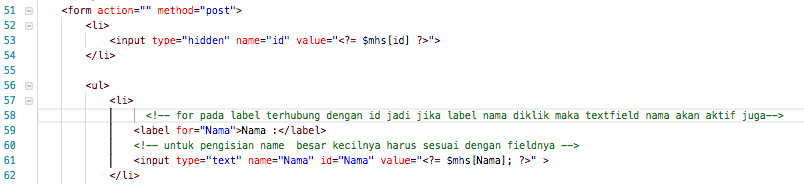 51 <form action="" method="post">
52 <li>
53 <input type="hidden" name="id" value="<?= $mhs[id] ?>">
54 </li>
55
56 <ul>
57 <li>
58 <!-- for pada label terhubung dengan id jadi jika label nama diklik maka textfield nama akan aktif juga-->
59 <label for="Nama">Nama :</label>
60 <!-- untuk pengisian name  besar kecilnya harus sesuai dengan fieldnya -->
61 <input type="text" name="Nama" id="Nama" value="<?= $mhs[Nama]; ?>" >
62 </li>